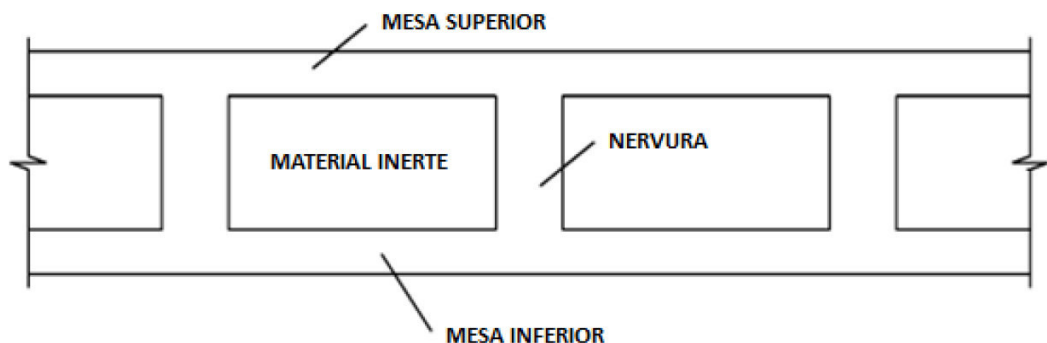 MESA SUPERIOR
NERVURA
MATERIAL INERTE
MESA INFERIOR